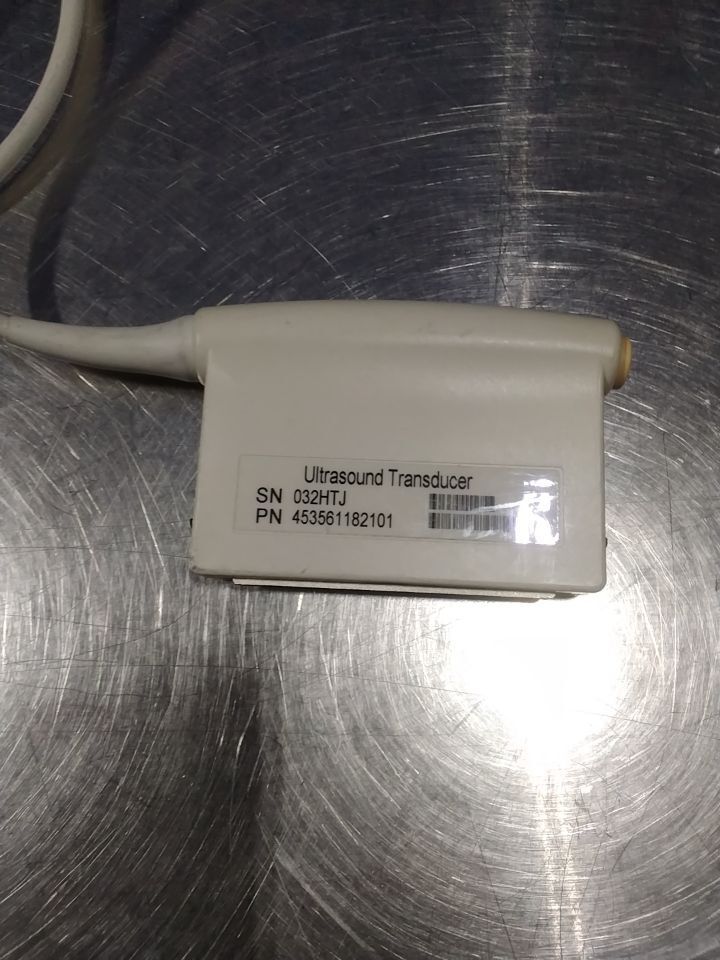 Ultrasound Transducer
SN 032HTJ
PN 453561182101